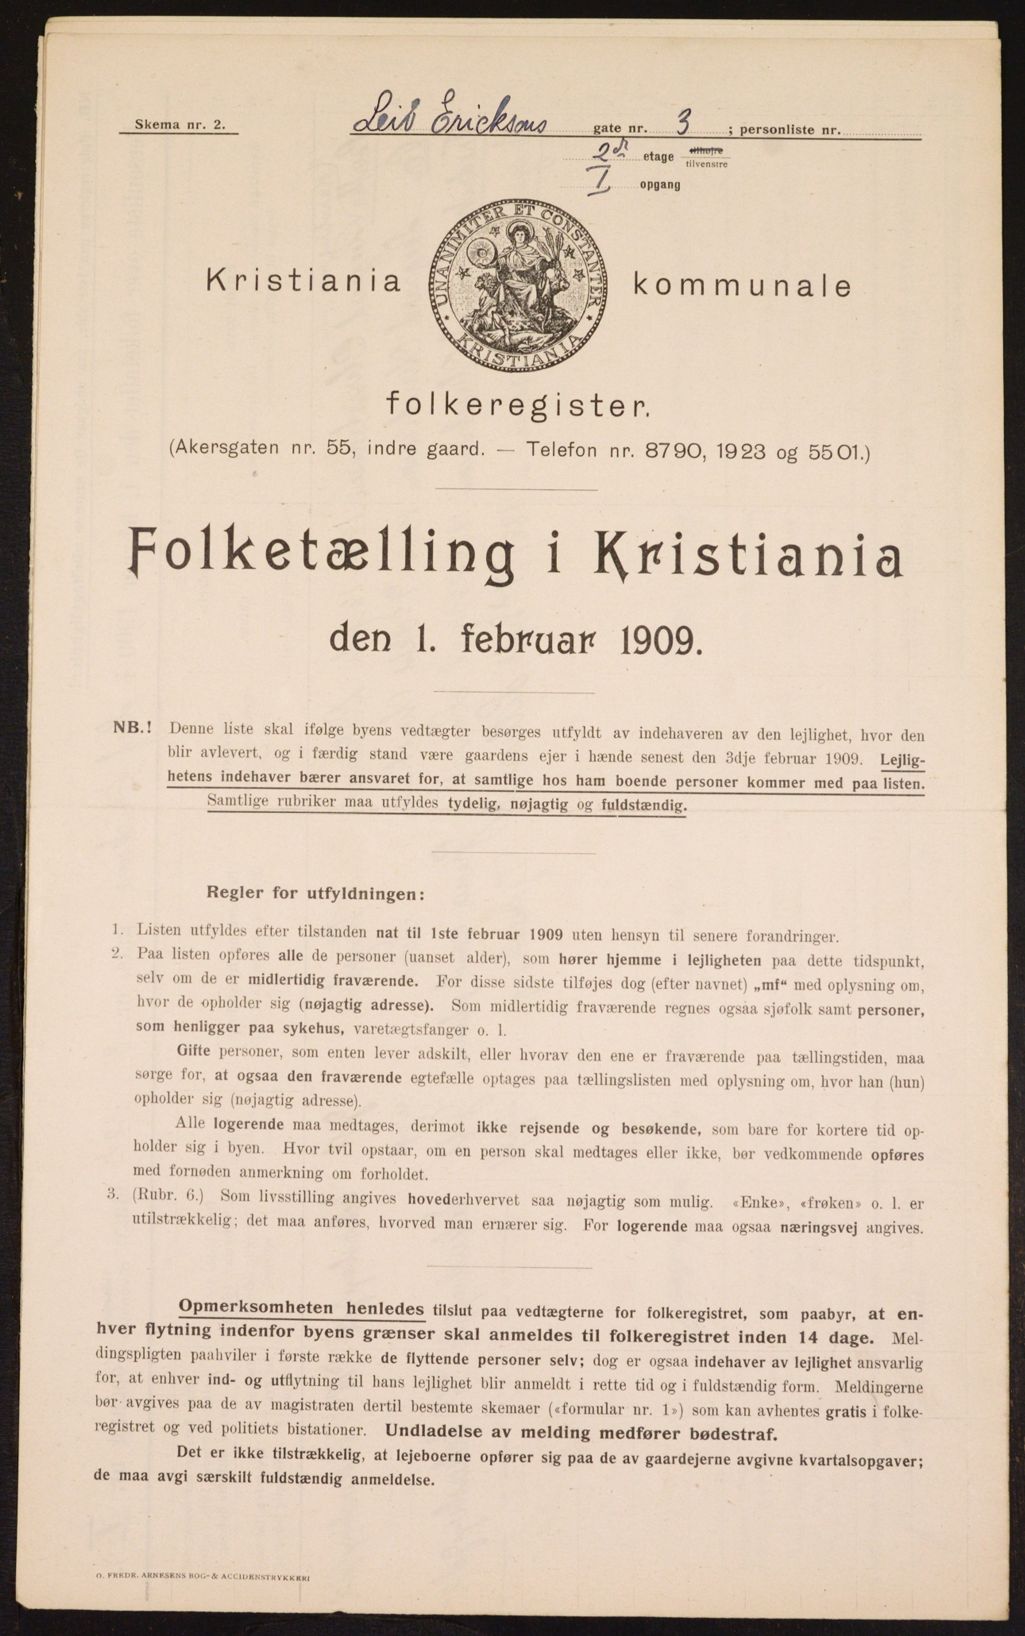 Skema nr. 2.
Leif Ericksons gate nr. 3 ; personliste nr.
2det etage tilhøjre
tilvenstre
I opgang
UNANIMITER ET CONSTANTER
KRISTIANIA
Kristiania kommunale
folkeregister.
(Akersgaten nr. 55, indre gaard. — Telefon nr. 8790, 1923 og 5501.)
Folketælling i Kristiania
den 1. februar 1909.
NB.! Denne liste skal ifølge byens vedtægter besørges utfyldt av indehaveren av den lejlighet, hvor den
blir avlevert, og i færdig stand være gaardens ejer i hænde senest den 3dje februar 1909. Lejlig-
hetens indehaver bærer ansvaret for, at samtlige hos ham boende personer kommer med paa listen.
Samtlige rubriker maa utfyldes tydelig, nøjagtig og fuldstændig.
Regler for utfyldningen:
1. Listen utfyldes efter tilstanden nat til 1ste februar 1909 uten hensyn til senere forandringer.
2. Paa listen opføres alle de personer (uanset alder), som hører hjemme i lejligheten paa dette tidspunkt,
selv om de er midlertidig fraværende. For disse sidste tilføjes dog (efter navnet) „mf“ med oplysning om,
hvor de opholder sig (nøjagtig adresse). Som midlertidig fraværende regnes ogsaa sjøfolk samt personer,
som henligger paa sykehus, varetægtsfanger o. l.
Gifte personer, som enten lever adskilt, eller hvorav den ene er fraværende paa tællingstiden, maa
sørge for, at ogsaa den fraværende egtefælle optages paa tællingslisten med oplysning om, hvor han (hun)
opholder sig (nøjagtig adresse).
Alle logerende maa medtages, derimot ikke rejsende og besøkende, som bare for kortere tid op-
holder sig i byen. Hvor tvil opstaar, om en person skal medtages eller ikke, bør vedkommende opføres
med fornøden anmerkning om forholdet.
3. (Rubr. 6.) Som livsstilling angives hovederhvervet saa nøjagtig som mulig. «Enke», «frøken» o. l. er
utilstrækkelig; det maa anføres, hvorved man ernærer sig. For logerende maa ogsaa næringsvej angives.
Opmerksomheten henledes tilslut paa vedtægterne for folkeregistret, som paabyr, at en-
hver flytning indenfor byens grænser skal anmeldes til folkeregistret inden 14 dage. Mel-
dingspligten paahviler i første række de flyttende personer selv; dog er ogsaa indehaver av lejlighet ansvarlig
for, at enhver ind- og utflytning til hans lejlighet blir anmeldt i rette tid og i fuldstændig form. Meldingerne
bør avgives paa de av magistraten dertil bestemte skemaer («formular nr. 1») som kan avhentes gratis i folke-
registret og ved politiets bistationer. Undladelse av melding medfører bødestraf.
Det er ikke tilstrækkelig, at lejeboerne opfører sig paa de av gaardejerne avgivne kvartalsopgaver;
de maa avgi særskilt fuldstændig anmeldelse.
O. FREDR. ARNESENS BOG- & ACCIDENSTRYKKERI